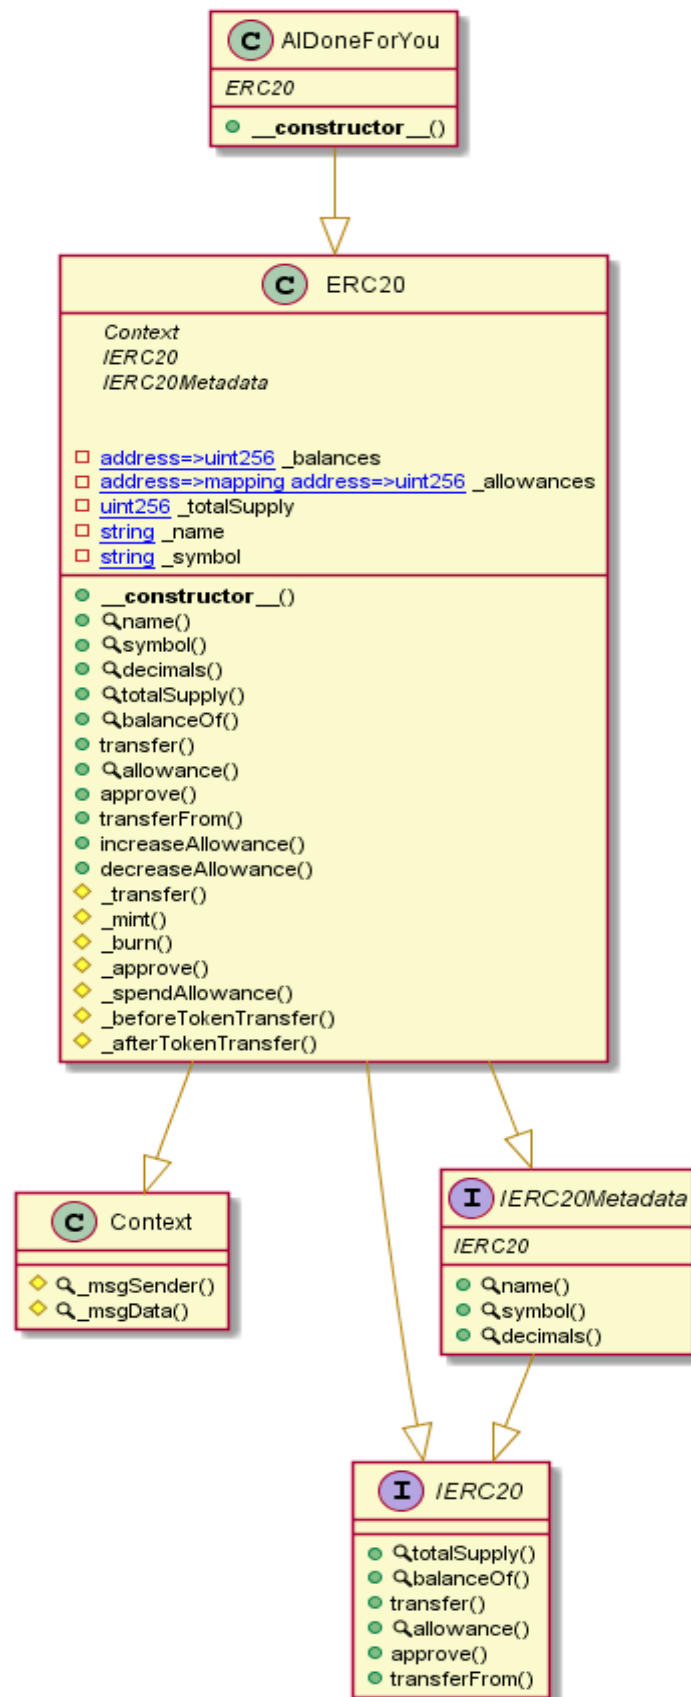 C AIDoneForYou
ERC20
__constructor__()
C ERC20
Context
IERC20
IERC20Metadata
address=>uint256 _balances
address=>mapping address=>uint256 _allowances
uint256 _totalSupply
string _name
string _symbol
__constructor__()
name()
symbol()
decimals()
totalSupply()
balanceOf()
transfer()
allowance()
approve()
transferFrom()
increaseAllowance()
decreaseAllowance()
_transfer()
_mint()
_burn()
_approve()
_spendAllowance()
_beforeTokenTransfer()
_afterTokenTransfer()
C Context
_msgSender()
_msgData()
I IERC20Metadata
IERC20
name()
symbol()
decimals()
I IERC20
totalSupply()
balanceOf()
transfer()
allowance()
approve()
transferFrom()